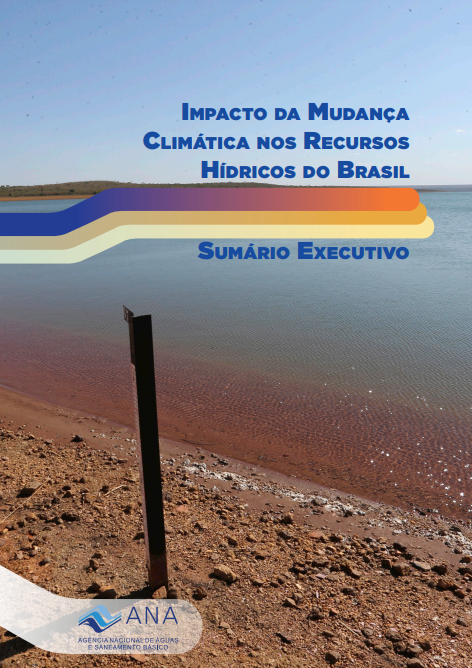 IMPACTO DA MUDANÇA
CLIMÁTICA NOS RECURSOS
HÍDRICOS DO BRASIL
SUMÁRIO EXECUTIVO
ANA
AGÊNCIA NACIONAL DE ÁGUAS
E SANEAMENTO BÁSICO